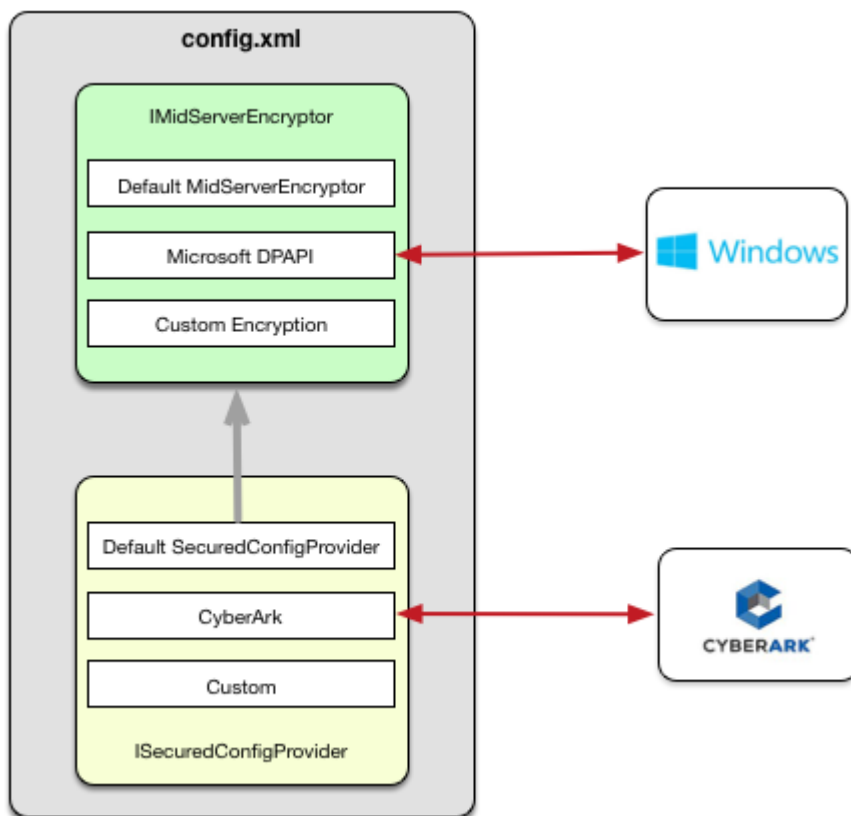 config.xml
IMidServerEncryptor
Default MidServerEncryptor
Microsoft DPAPI
Custom Encryption
Windows
Default SecuredConfigProvider
CyberArk
Custom
ISecuredConfigProvider
CYBERARK®